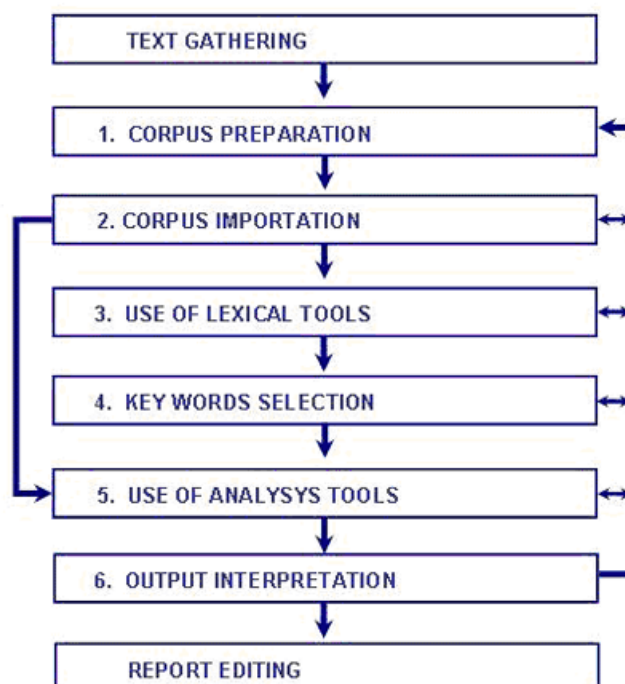 TEXT GATHERING
1. CORPUS PREPARATION
2. CORPUS IMPORTATION
3. USE OF LEXICAL TOOLS
4. KEY WORDS SELECTION
5. USE OF ANALYSYS TOOLS
6. OUTPUT INTERPRETATION
REPORT EDITING